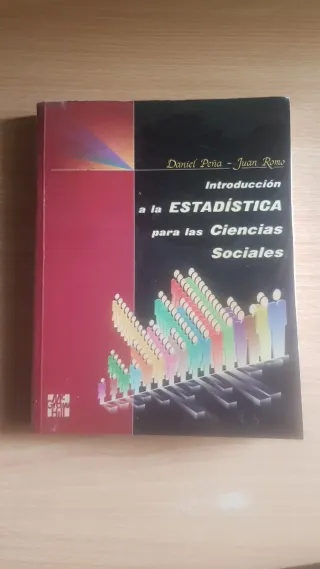 Daniel Peña - Juan Romo
Introducción
a la ESTADÍSTICA
para las Ciencias
Sociales